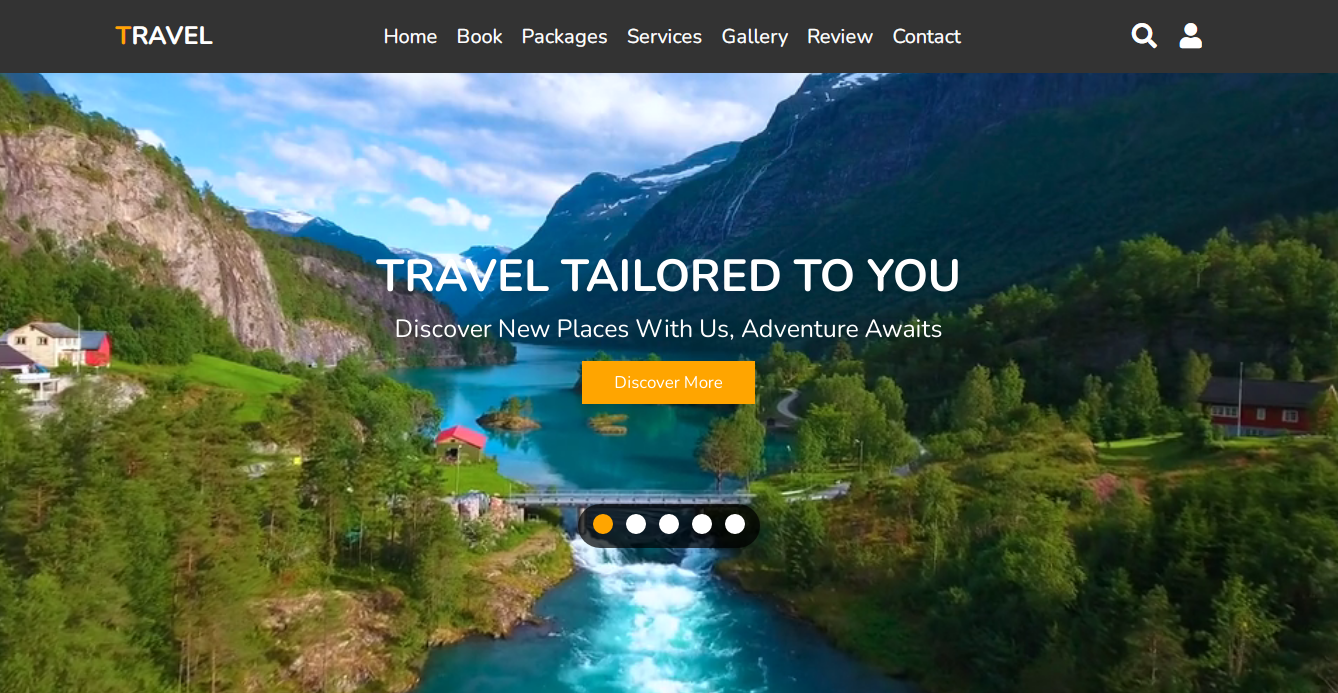 TRAVEL
Home Book Packages Services Gallery Review Contact
TRAVEL TAILORED TO YOU
Discover New Places With Us, Adventure Awaits
Discover More